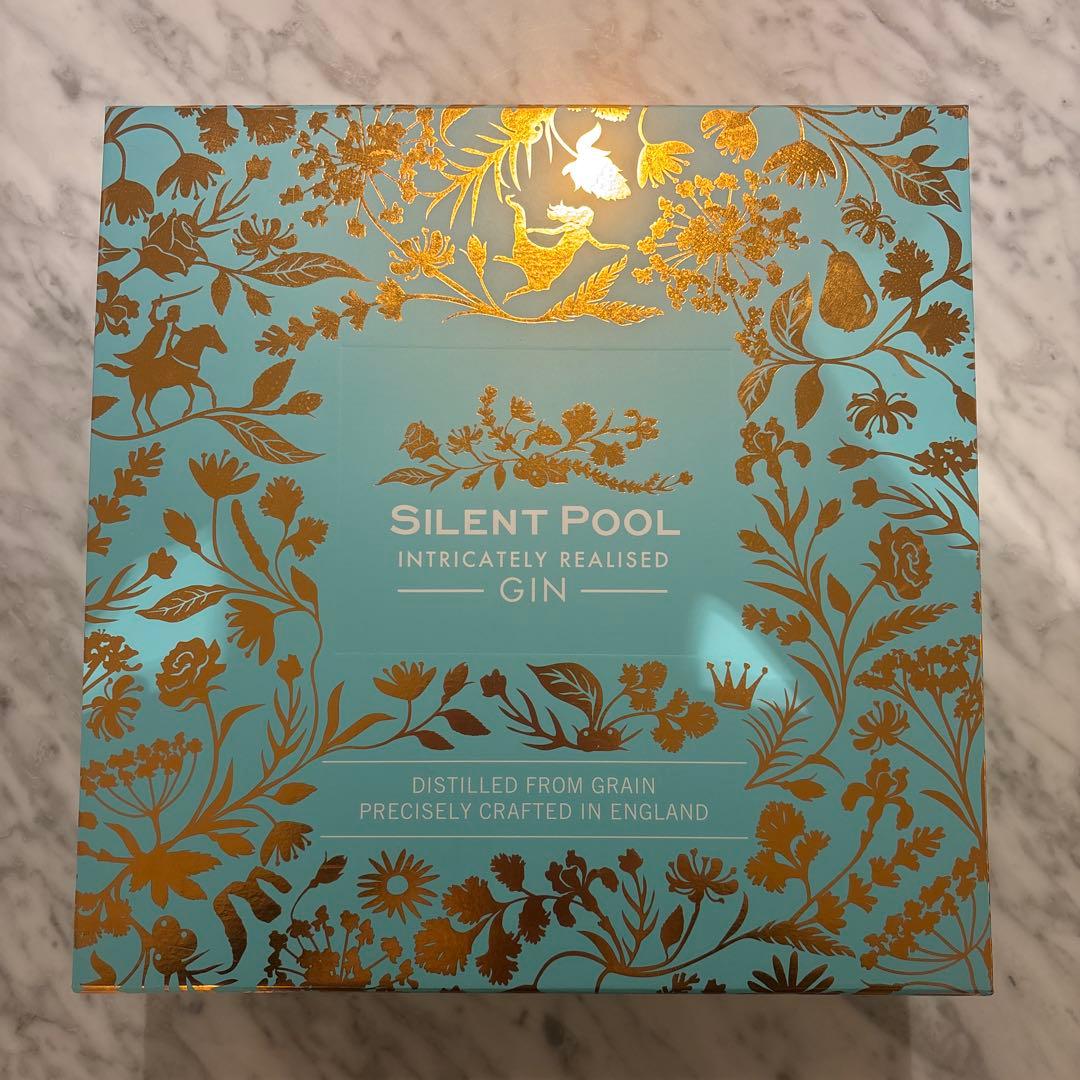 SILENT POOL
INTRICATELY REALISED
GIN
DISTILLED FROM GRAIN
PRECISELY CRAFTED IN ENGLAND